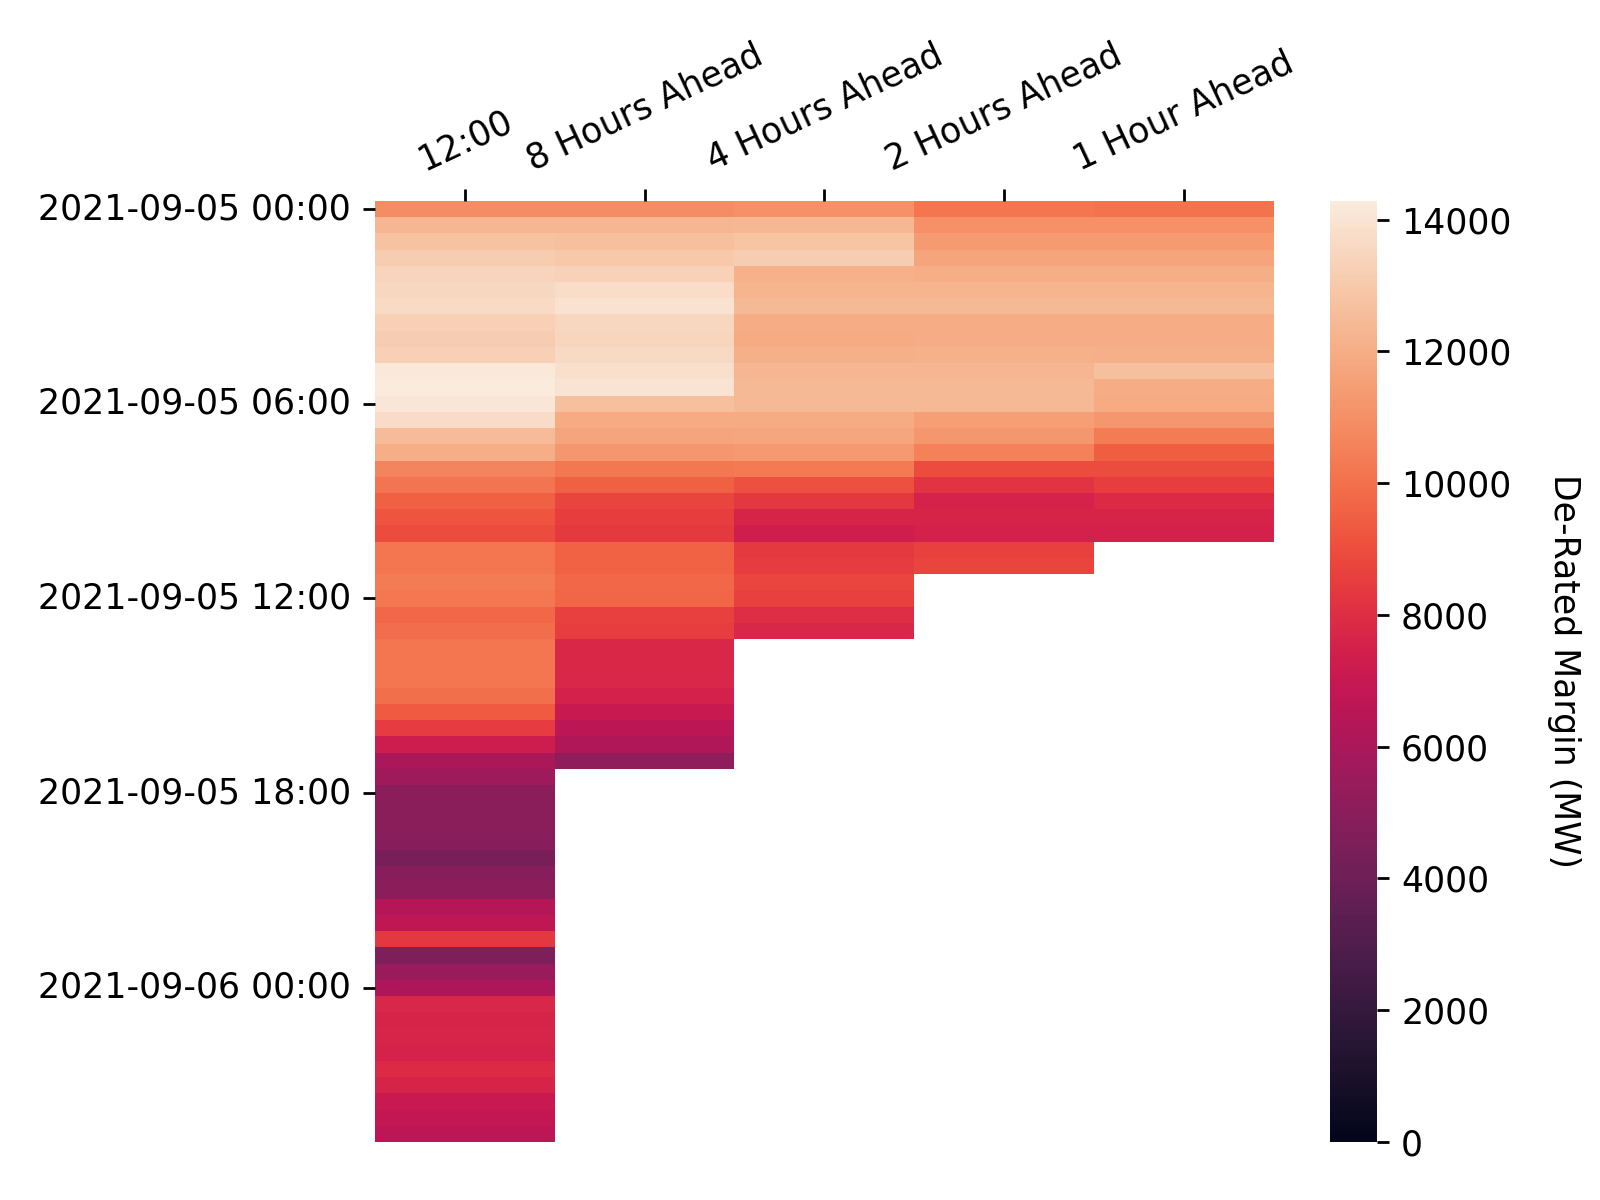 12:00
8 Hours Ahead
4 Hours Ahead
2 Hours Ahead
1 Hour Ahead
2021-09-05 00:00
2021-09-05 06:00
2021-09-05 12:00
2021-09-05 18:00
2021-09-06 00:00
14000
12000
10000
8000
6000
4000
2000
0
De-Rated Margin (MW)